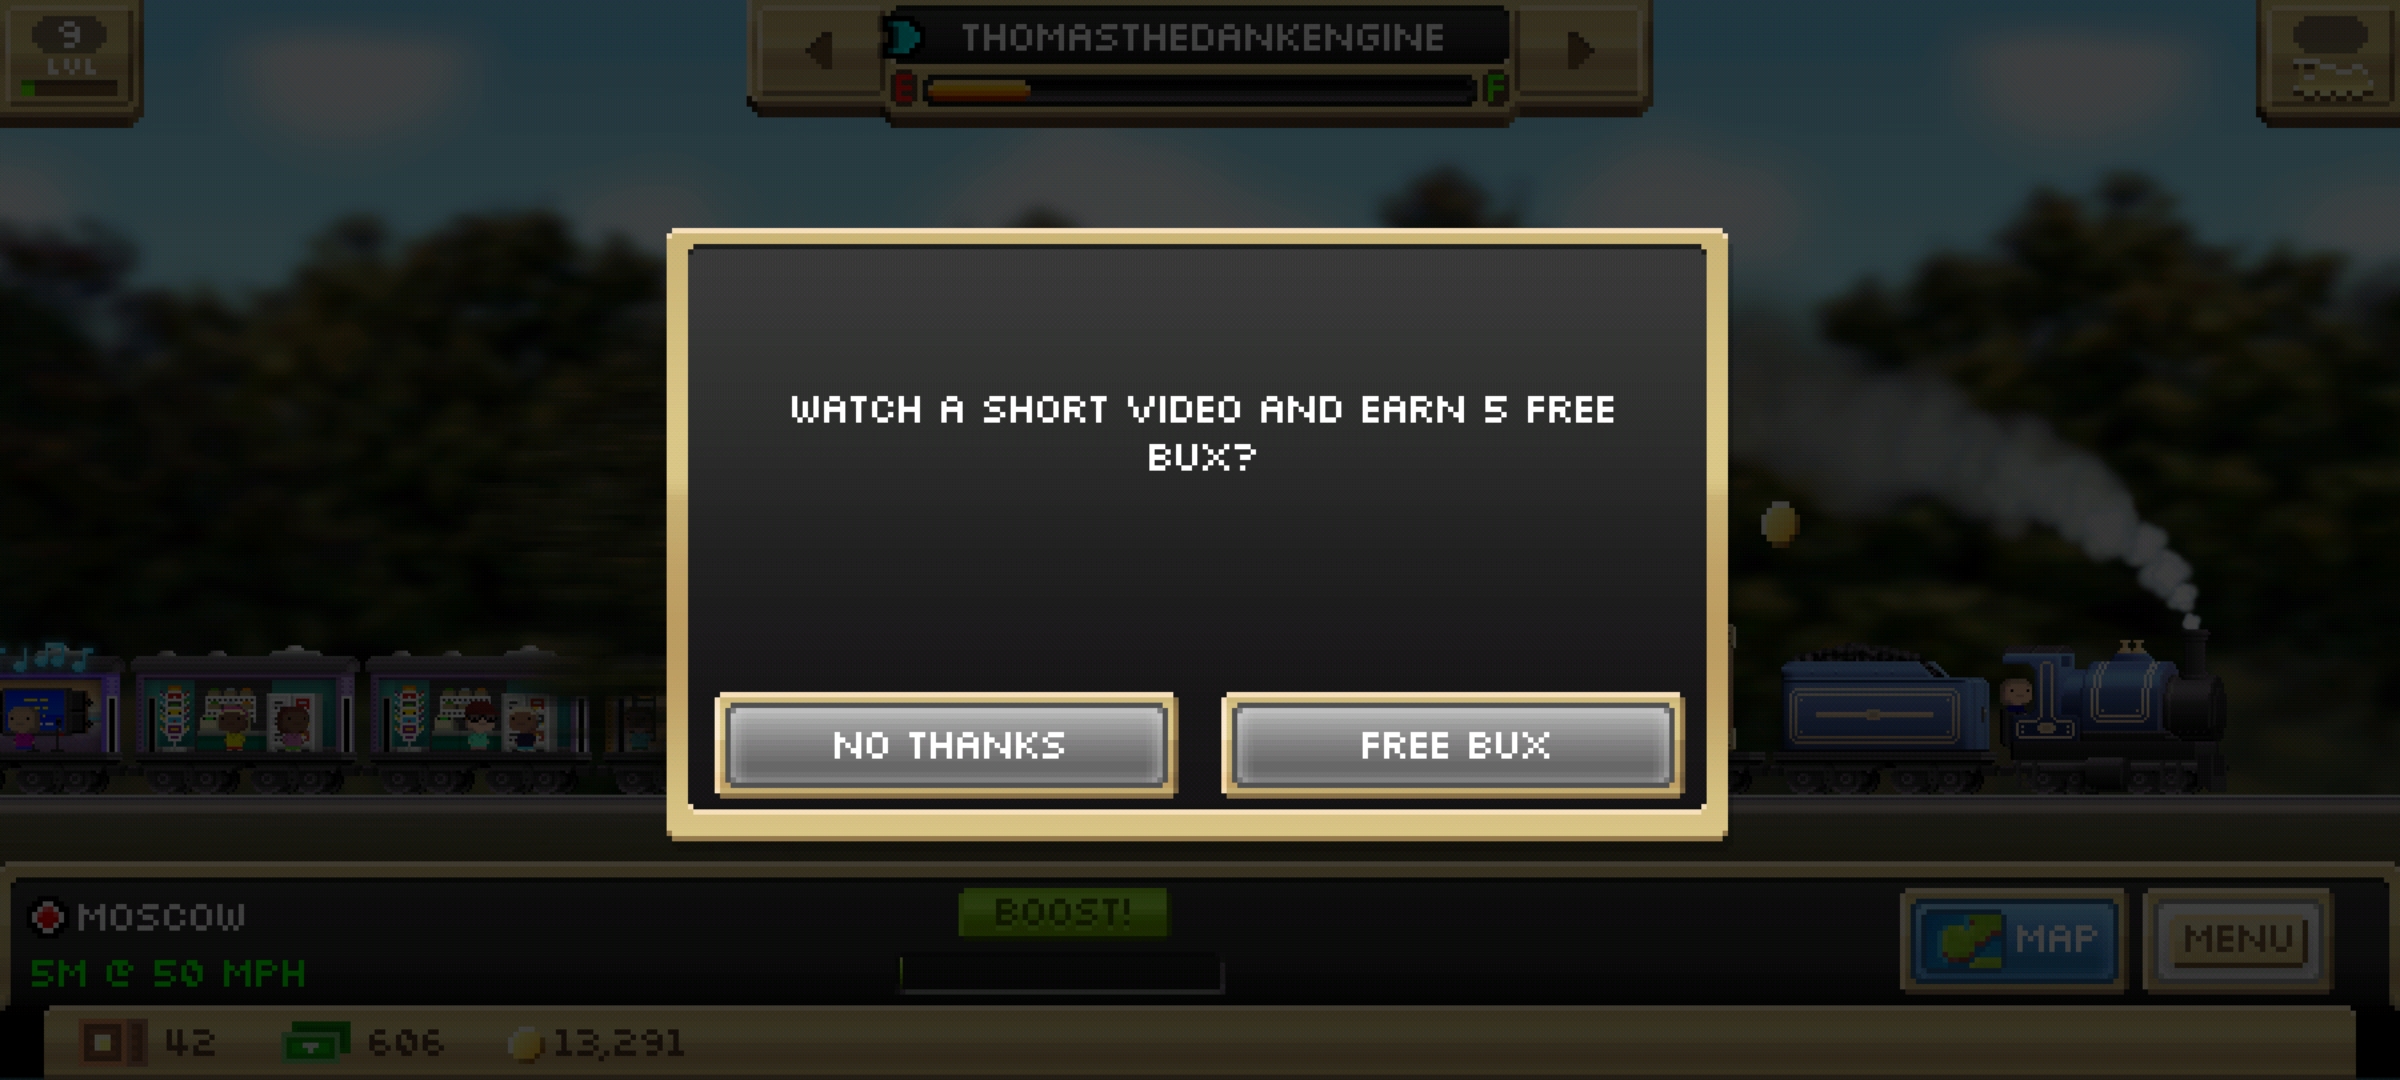 9
LVL
THOMASTHEDANKENGINE
E F
WATCH A SHORT VIDEO AND EARN 5 FREE
BUX?
NO THANKS
FREE BUX
MOSCOW
5M @ 50 MPH
BOOST!
MAP
MENU
42 606 13,291